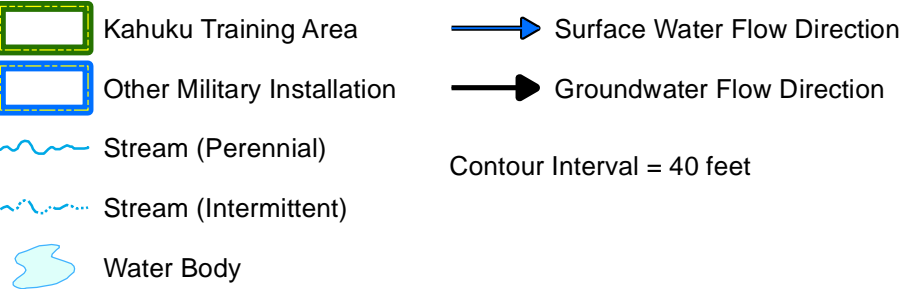 Kahuku Training Area
Other Military Installation
Stream (Perennial)
Stream (Intermittent)
Water Body
Surface Water Flow Direction
Groundwater Flow Direction
Contour Interval = 40 feet